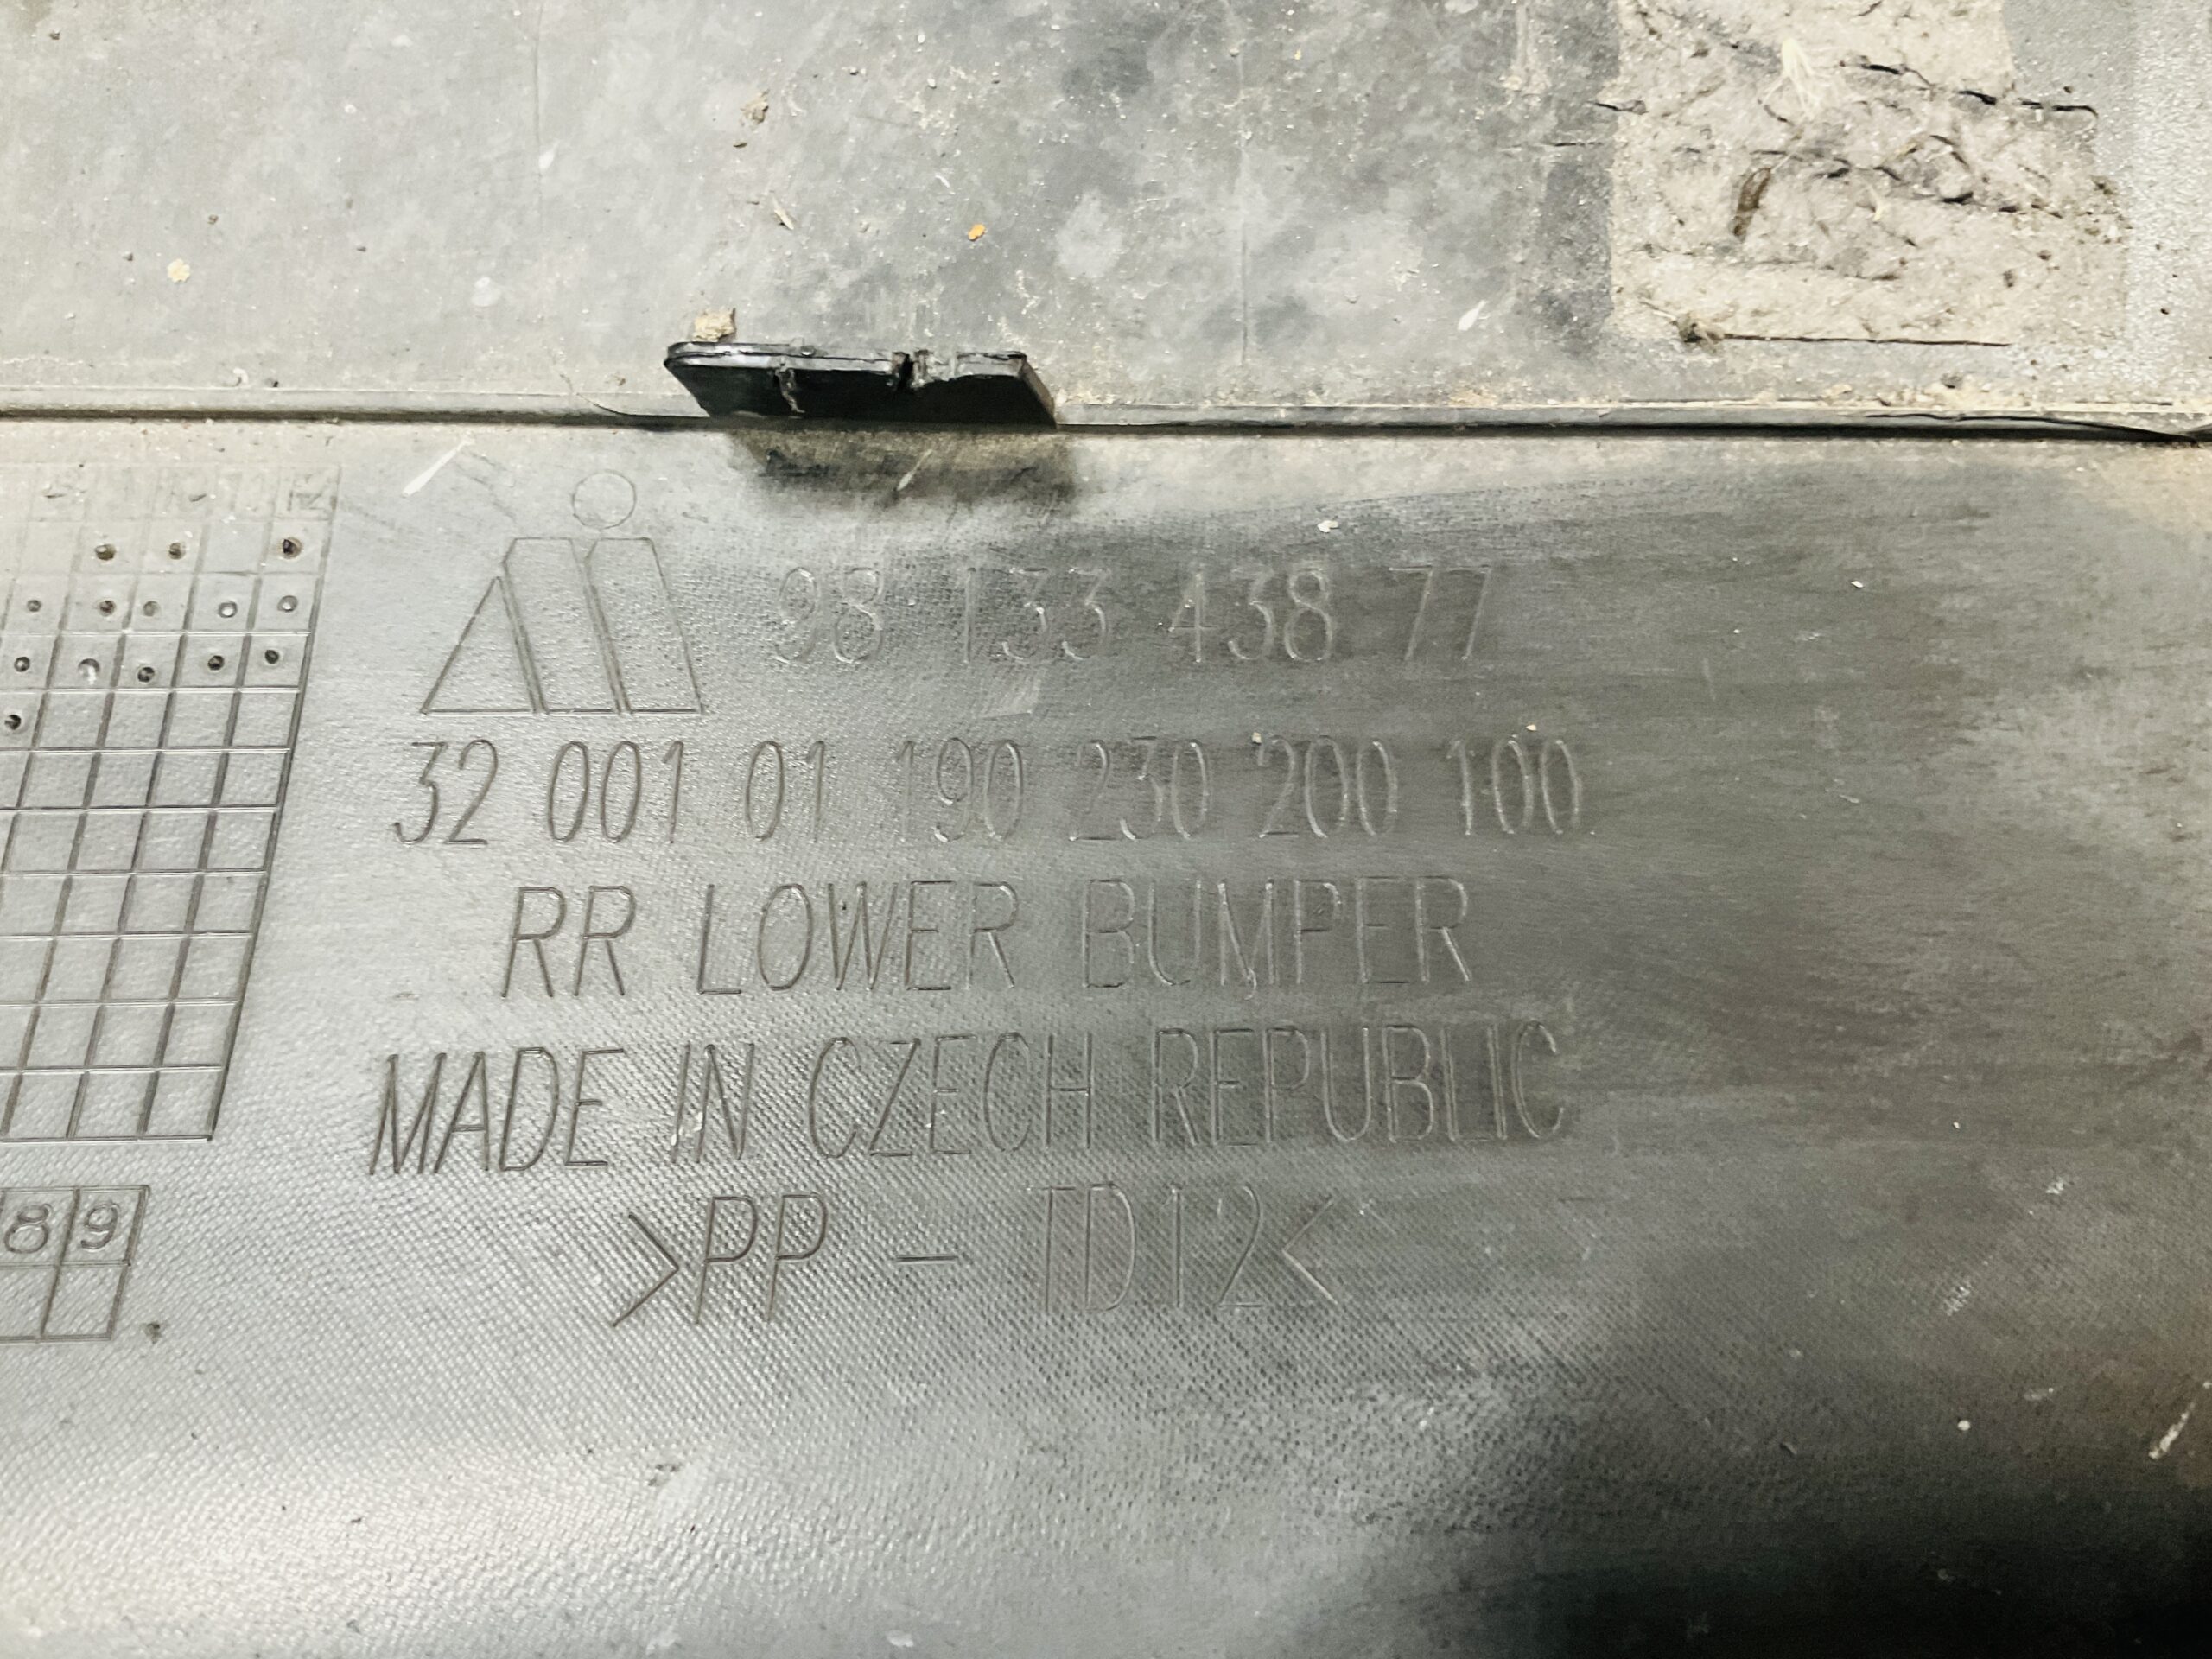 98 133 438 77
32 001 01 190 230 200 100
RR LOWER BUMPER
MADE IN CZECH REPUBLIC
>PP - TD12<
8 9